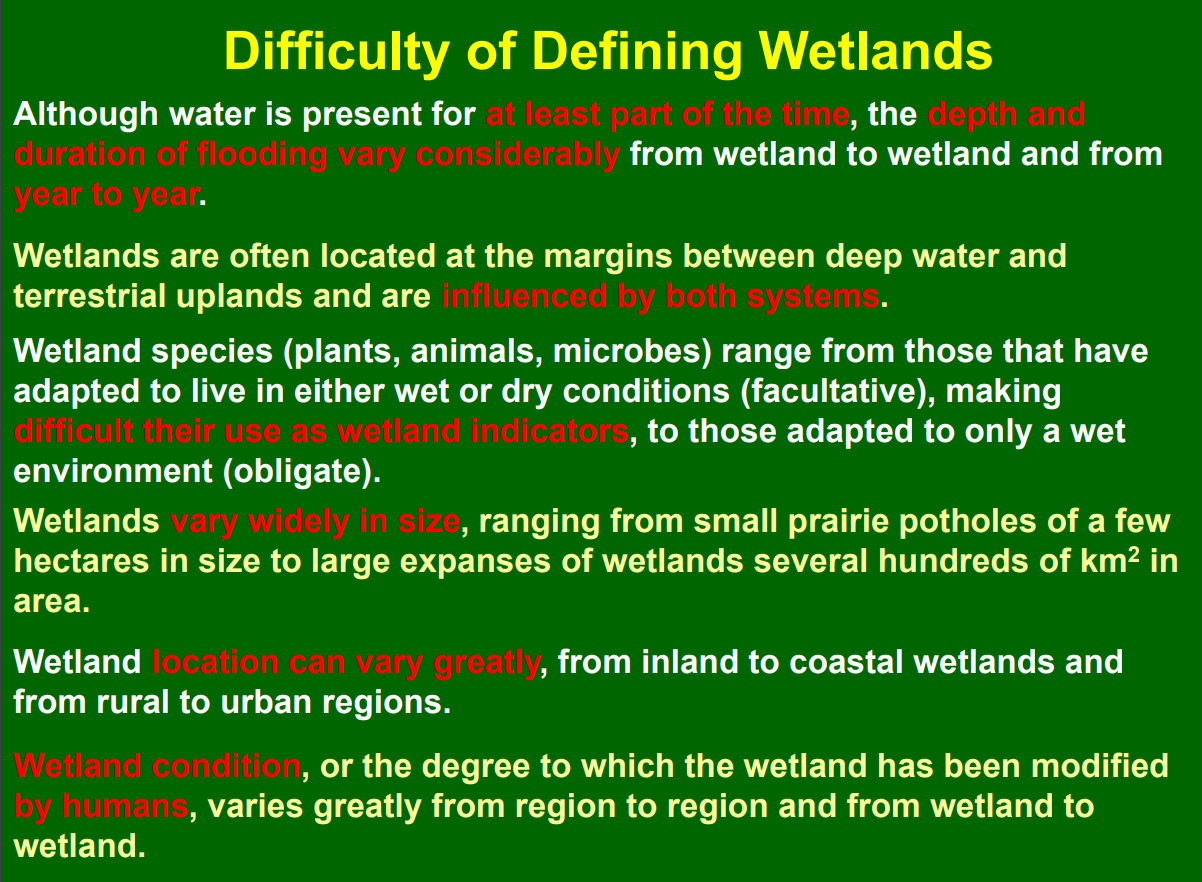 Difficulty of Defining Wetlands
Although water is present for at least part of the time, the depth and
duration of flooding vary considerably from wetland to wetland and from
year to year.
Wetlands are often located at the margins between deep water and
terrestrial uplands and are influenced by both systems.
Wetland species (plants, animals, microbes) range from those that have
adapted to live in either wet or dry conditions (facultative), making
difficult their use as wetland indicators, to those adapted to only a wet
environment (obligate).
Wetlands vary widely in size, ranging from small prairie potholes of a few
hectares in size to large expanses of wetlands several hundreds of km² in
area.
Wetland location can vary greatly, from inland to coastal wetlands and
from rural to urban regions.
Wetland condition, or the degree to which the wetland has been modified
by humans, varies greatly from region to region and from wetland to
wetland.